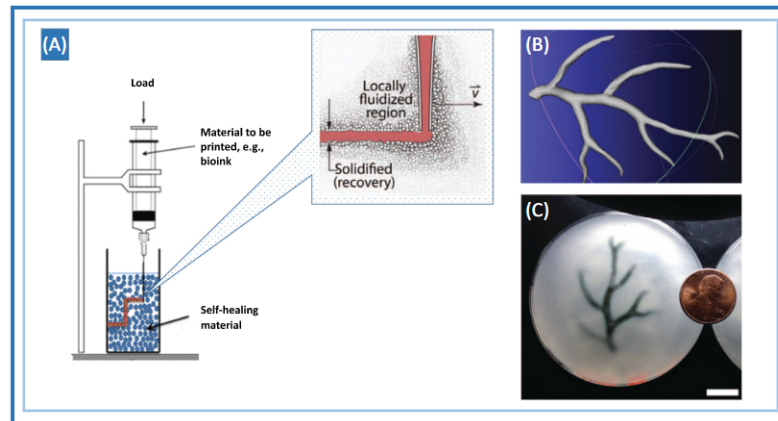 (A)
Load
Material to be
printed, e.g.,
bioink
Self-healing
material
Locally
fluidized
region
v
Solidified
(recovery)
(B)
(C)